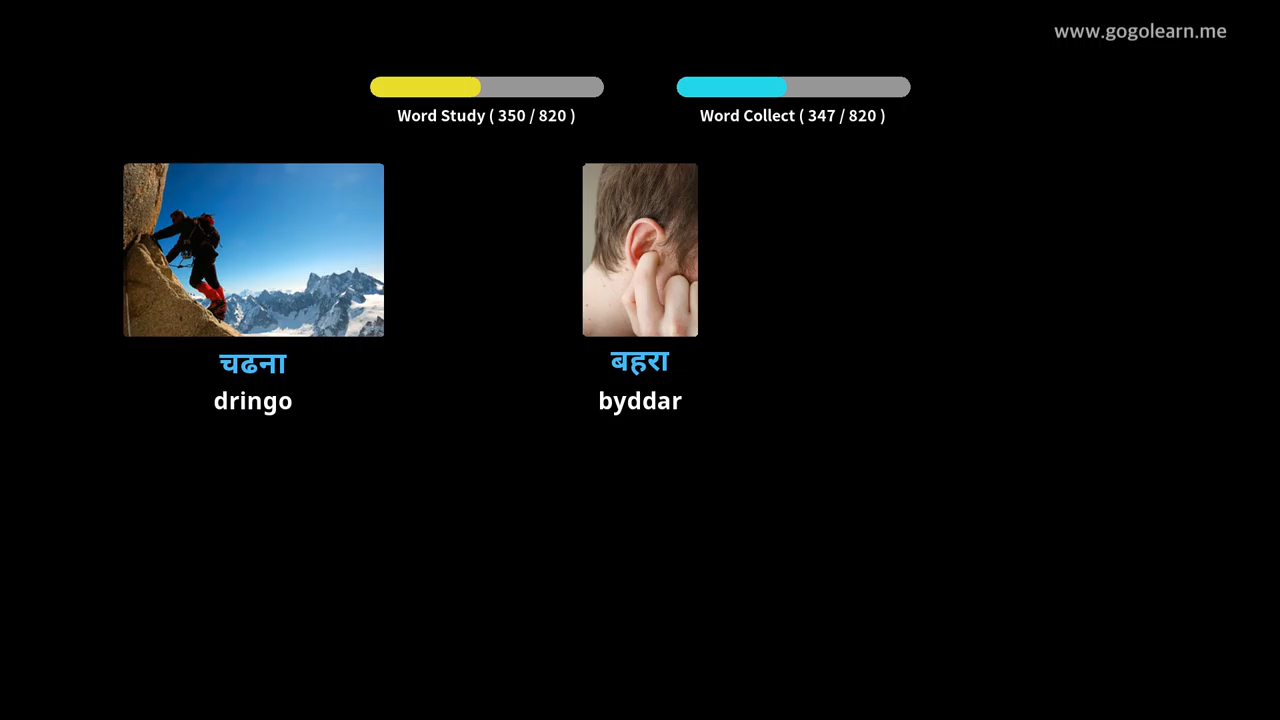 www.gogolearn.me
Word Study ( 350 / 820 )
Word Collect ( 347 / 820 )
चढना
dringo
बहरा
byddar